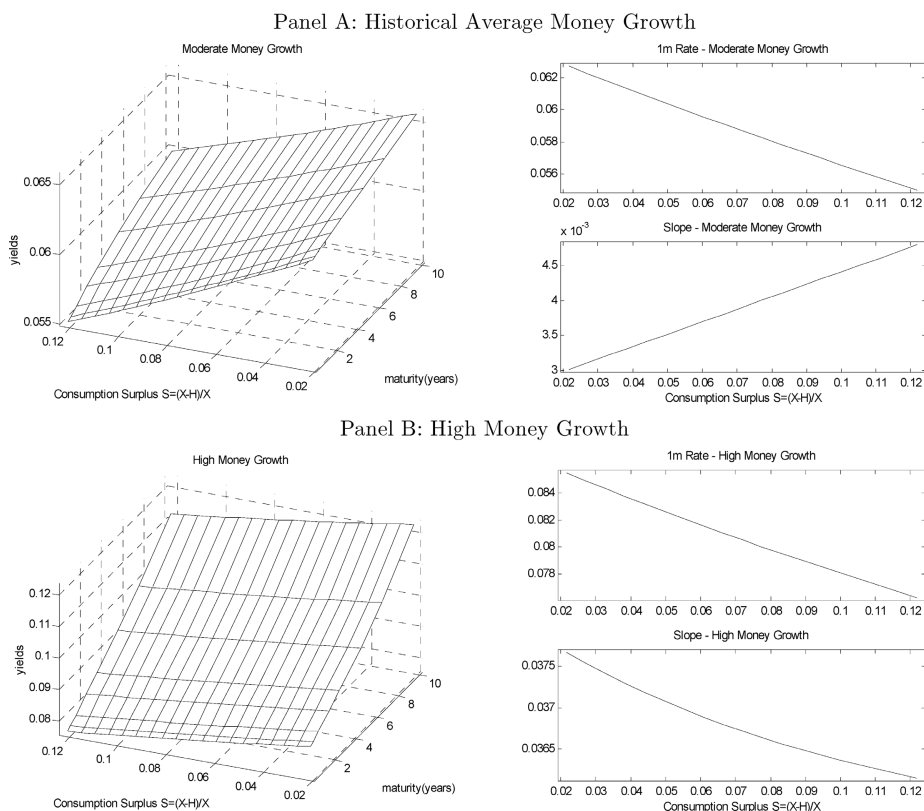 Panel A: Historical Average Money Growth
Moderate Money Growth
0.065
0.06
0.055
yields
0.12
0.1
0.08
0.06
0.04
0.02
2
4
6
8
10
maturity(years)
Consumption Surplus S=(X-H)/X
1m Rate - Moderate Money Growth
0.062
0.06
0.058
0.056
0.02 0.03 0.04 0.05 0.06 0.07 0.08 0.09 0.1 0.11 0.12
x 10-3
Slope - Moderate Money Growth
4.5
4
3.5
3
0.02 0.03 0.04 0.05 0.06 0.07 0.08 0.09 0.1 0.11 0.12
Consumption Surplus S=(X-H)/X
Panel B: High Money Growth
High Money Growth
0.12
0.11
0.1
0.09
0.08
yields
0.12
0.1
0.08
0.06
0.04
0.02
2
4
6
8
10
maturity(years)
Consumption Surplus S=(X-H)/X
1m Rate - High Money Growth
0.084
0.082
0.08
0.078
0.02 0.03 0.04 0.05 0.06 0.07 0.08 0.09 0.1 0.11 0.12
Slope - High Money Growth
0.0375
0.037
0.0365
0.02 0.03 0.04 0.05 0.06 0.07 0.08 0.09 0.1 0.11 0.12
Consumption Surplus S=(X-H)/X